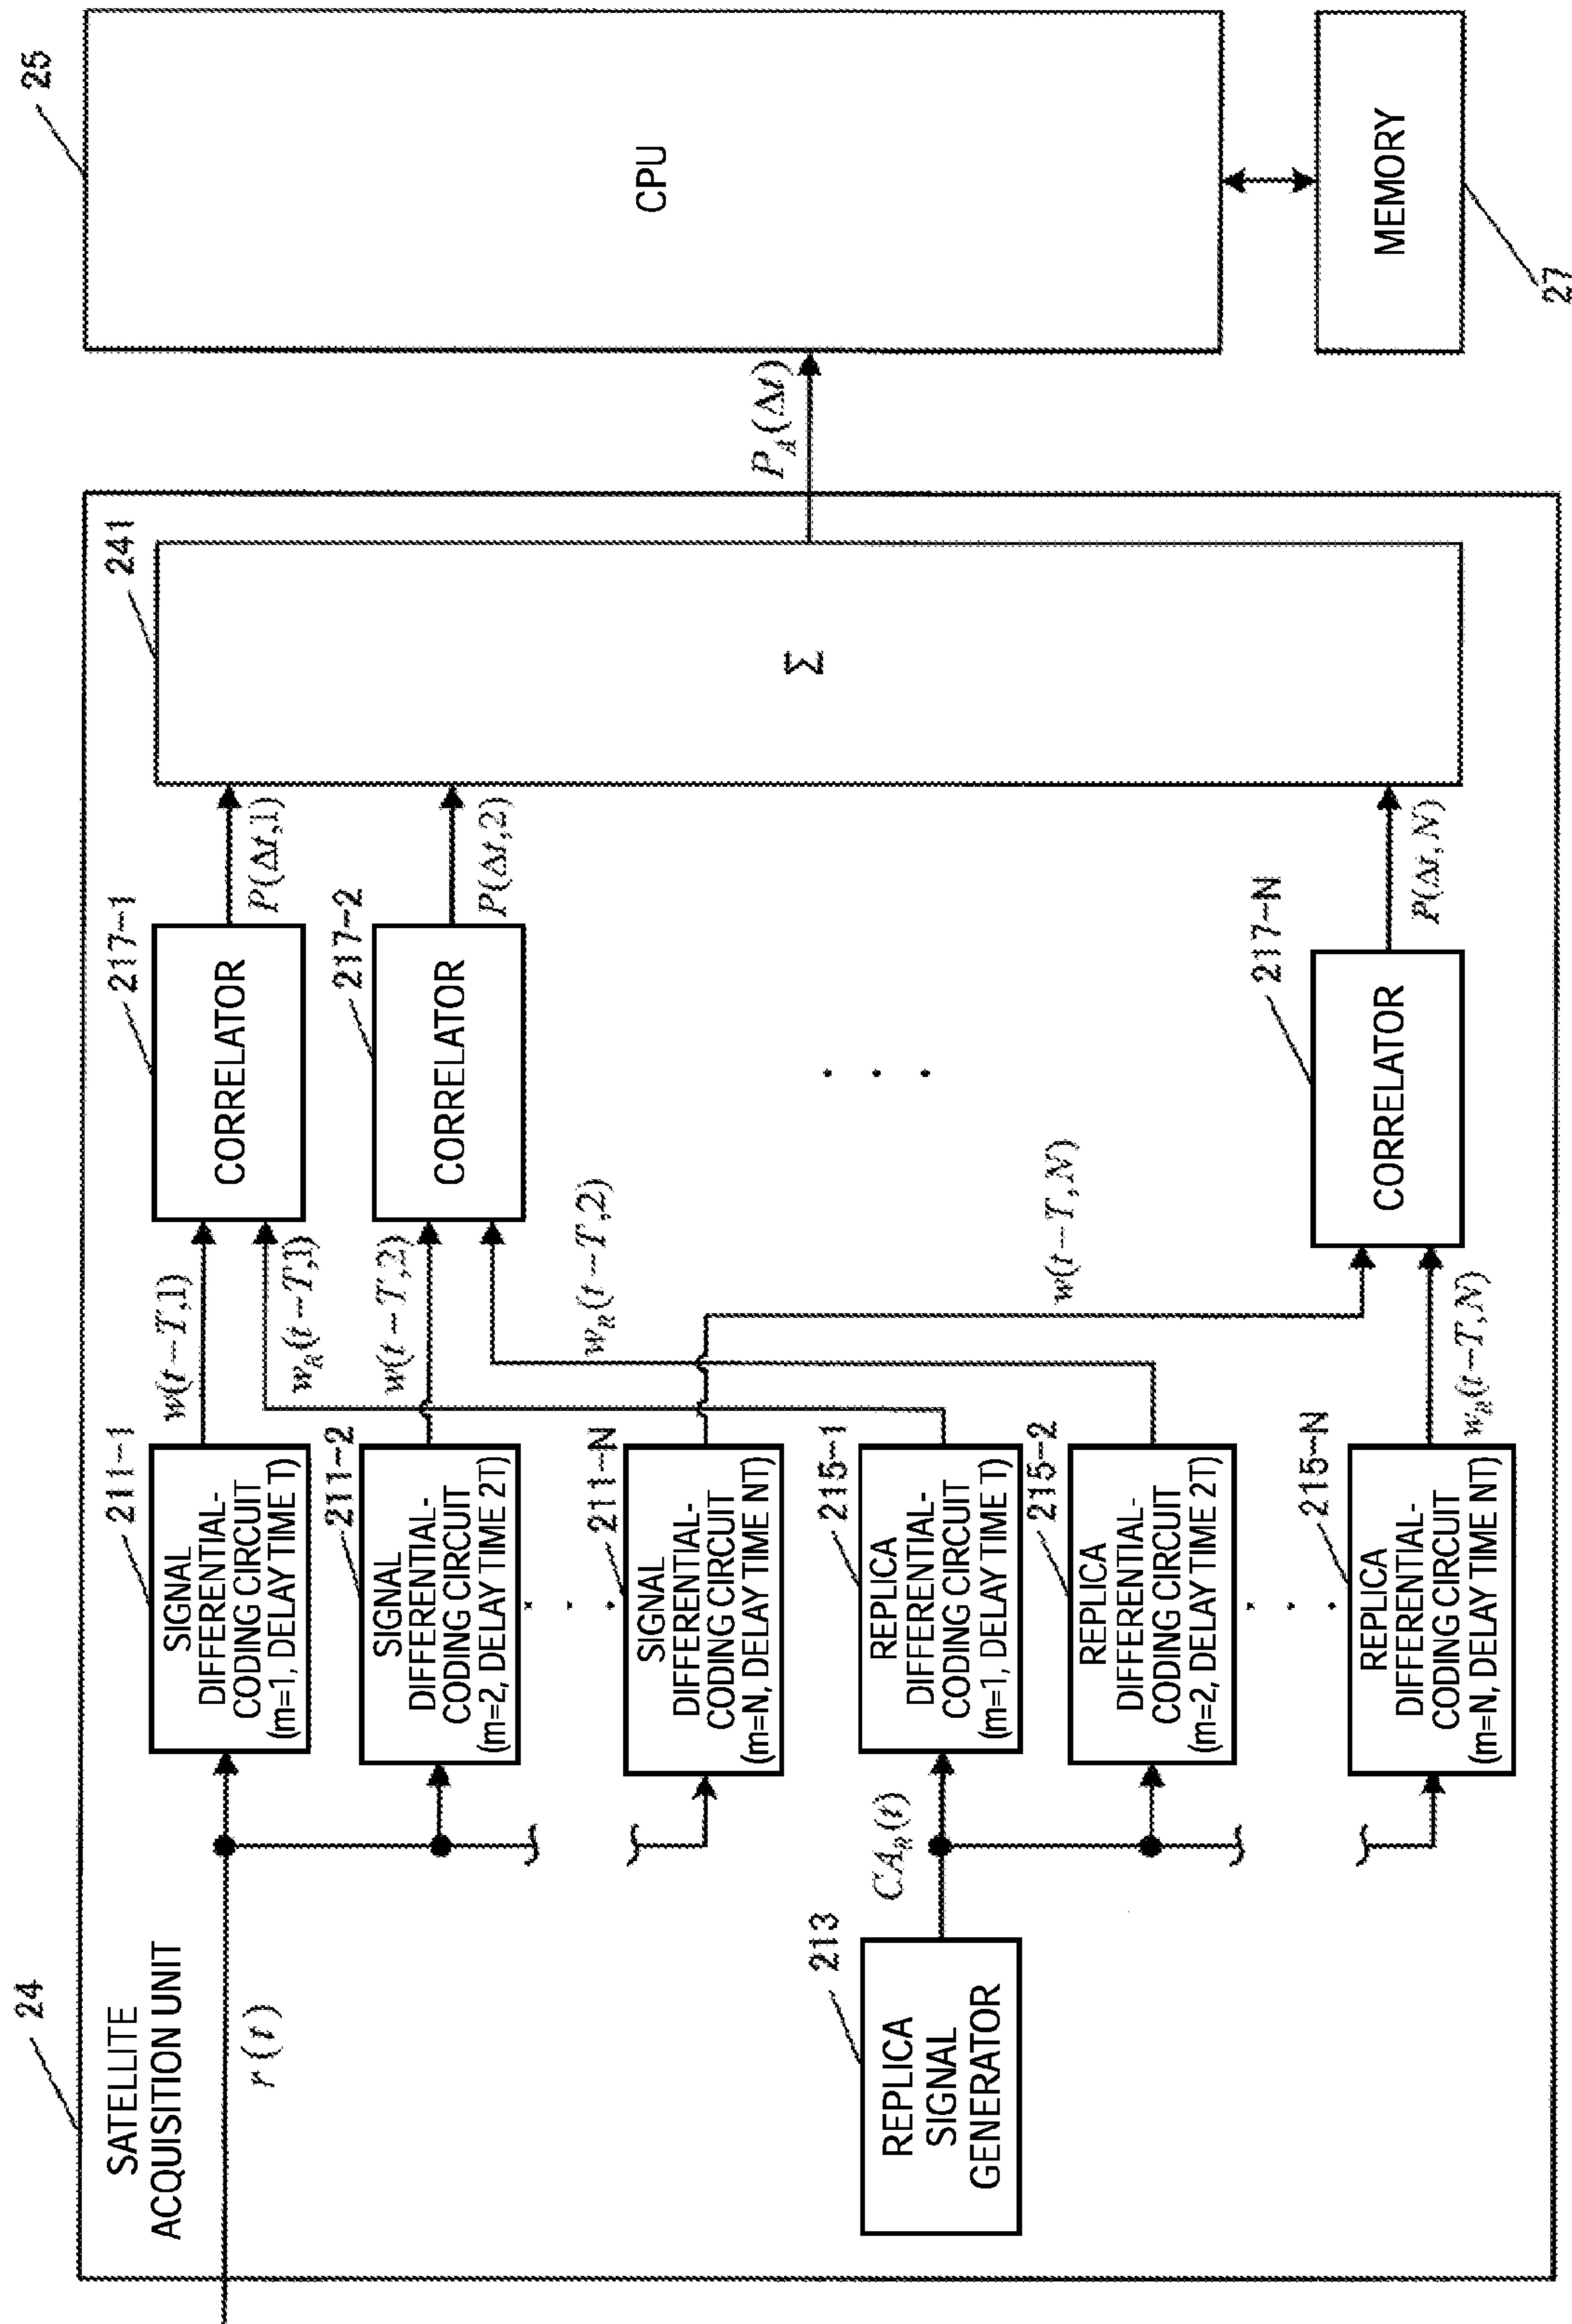 24
SATELLITE
ACQUISITION UNIT
r(t)
211-1
SIGNAL
DIFFERENTIAL-
CODING CIRCUIT
(m=1, DELAY TIME T)
w(t-T,1)
211-2
SIGNAL
DIFFERENTIAL-
CODING CIRCUIT
(m=2, DELAY TIME 2T)
w(t-T,2)
211-N
SIGNAL
DIFFERENTIAL-
CODING CIRCUIT
(m=N, DELAY TIME NT)
w(t-T,N)
213
REPLICA
SIGNAL
GENERATOR
CA_R(t)
215-1
REPLICA
DIFFERENTIAL-
CODING CIRCUIT
(m=1, DELAY TIME T)
w_R(t-T,1)
215-2
REPLICA
DIFFERENTIAL-
CODING CIRCUIT
(m=2, DELAY TIME 2T)
w_R(t-T,2)
215-N
REPLICA
DIFFERENTIAL-
CODING CIRCUIT
(m=N, DELAY TIME NT)
w_R(t-T,N)
217-1
CORRELATOR
P(Δt,1)
217-2
CORRELATOR
P(Δt,2)
. . .
217-N
CORRELATOR
P(Δt,N)
241
Σ
P_A(Δt)
25
CPU
MEMORY
27